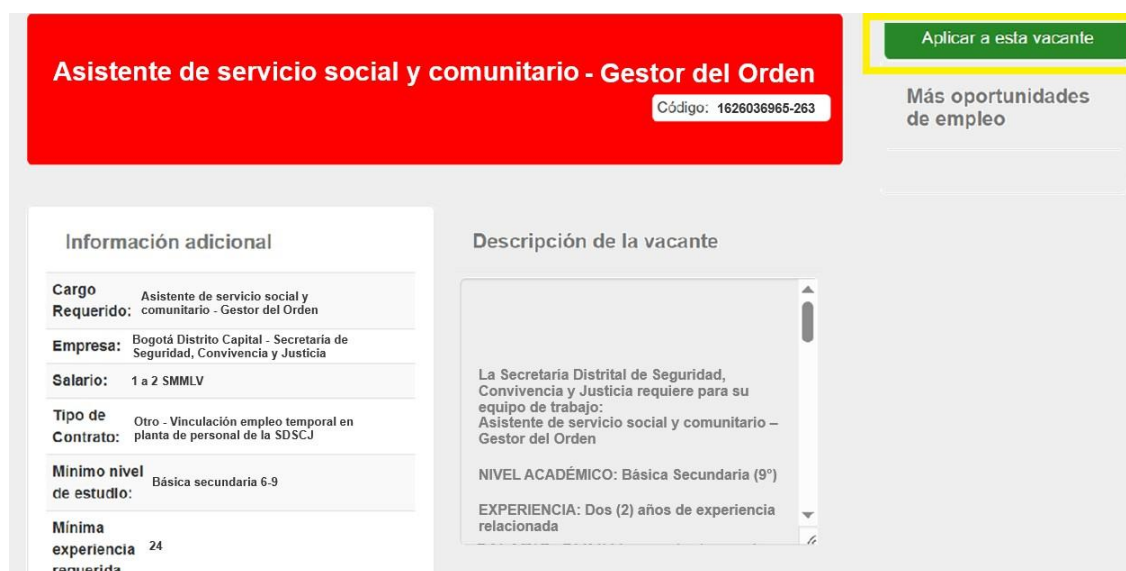 Asistente de servicio social y comunitario - Gestor del Orden
Código: 1626036965-263
Aplicar a esta vacante
Más oportunidades
de empleo
Información adicional
Cargo
Requerido: Asistente de servicio social y
comunitario - Gestor del Orden
Empresa: Bogotá Distrito Capital - Secretaria de
Seguridad, Convivencia y Justicia
Salario: 1 a 2 SMMLV
Tipo de
Contrato: Otro - Vinculación empleo temporal en
planta de personal de la SDSCJ
Mínimo nivel
de estudio: Básica secundaria 6-9
Mínima
experiencia 24
requerida
Descripción de la vacante
La Secretaria Distrital de Seguridad,
Convivencia y Justicia requiere para su
equipo de trabajo:
Asistente de servicio social y comunitario –
Gestor del Orden
NIVEL ACADÉMICO: Básica Secundaria (9°)
EXPERIENCIA: Dos (2) años de experiencia
relacionada